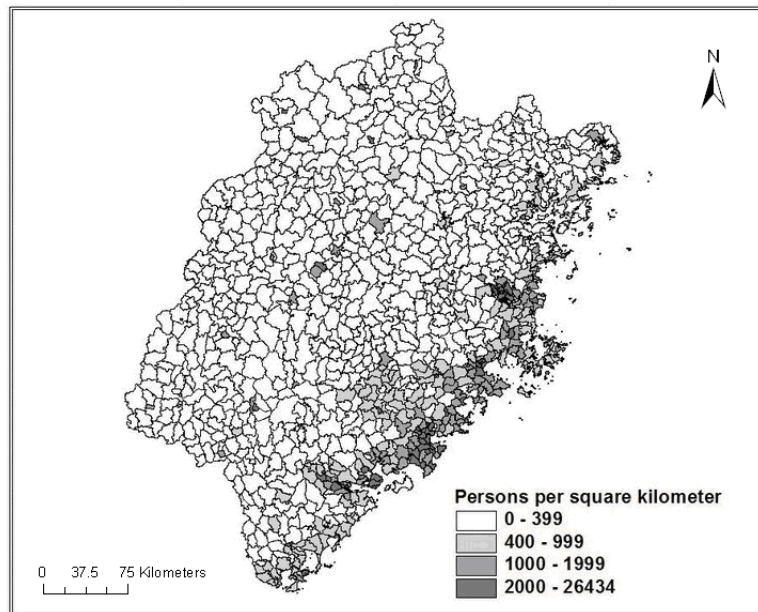 N
Persons per square kilometer
0 - 399
400 - 999
1000 - 1999
2000 - 26434
0 37.5 75 Kilometers